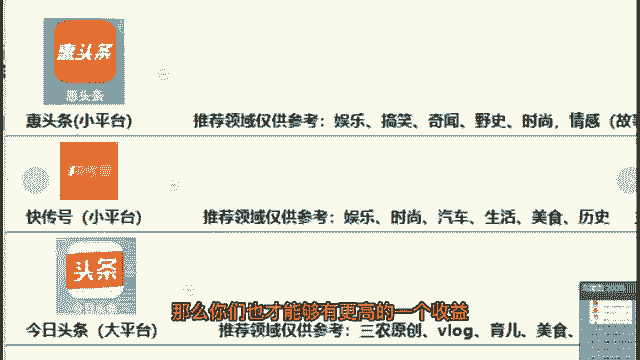 惠头条
惠头条
惠头条(小平台) 推荐领域仅供参考：娱乐、搞笑、奇闻、野史、时尚，情感（故事
快传号（小平台） 推荐领域仅供参考：娱乐、时尚、汽车、生活、美食、历史
头条
那么你们也才能够有更高的一个收益
今日头条（大平台） 推荐领域仅供参考：三农原创、vlog、育儿、美食、